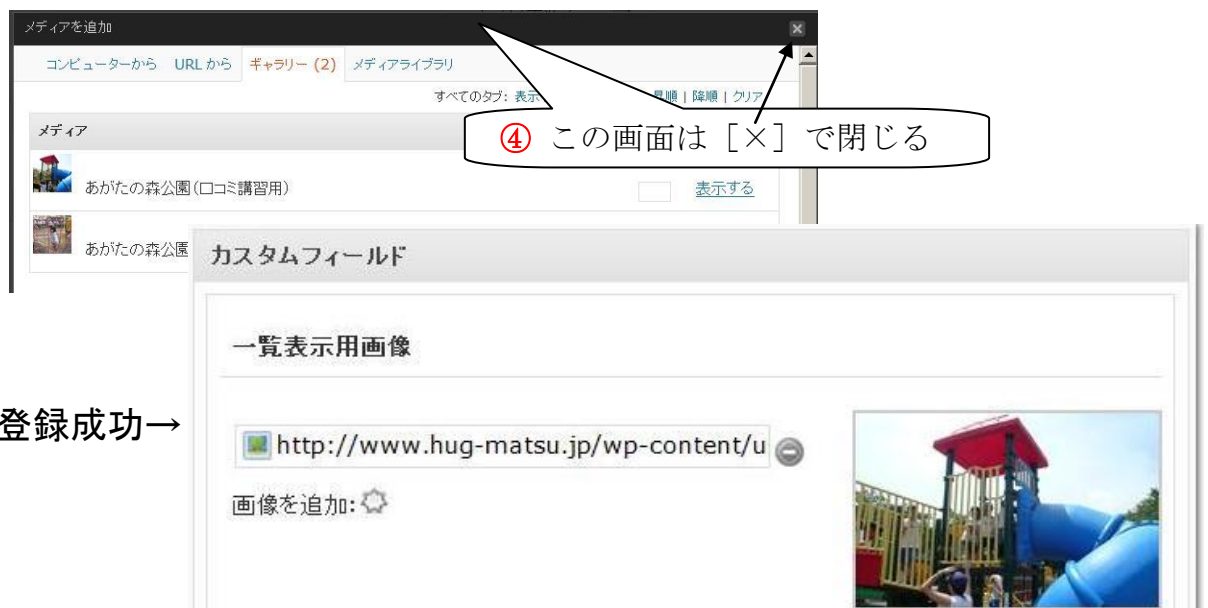 メディアを追加
コンピューターから URLから ギャラリー (2) メディアライブラリ
すべてのタブ: 表示 昇順 | 降順 | クリア
メディア
④ この画面は［×］で閉じる
あがたの森公園(口コミ講習用) 表示する
あがたの森公園
カスタムフィールド
一覧表示用画像
登録成功→
http://www.hug-matsu.jp/wp-content/u
画像を追加: